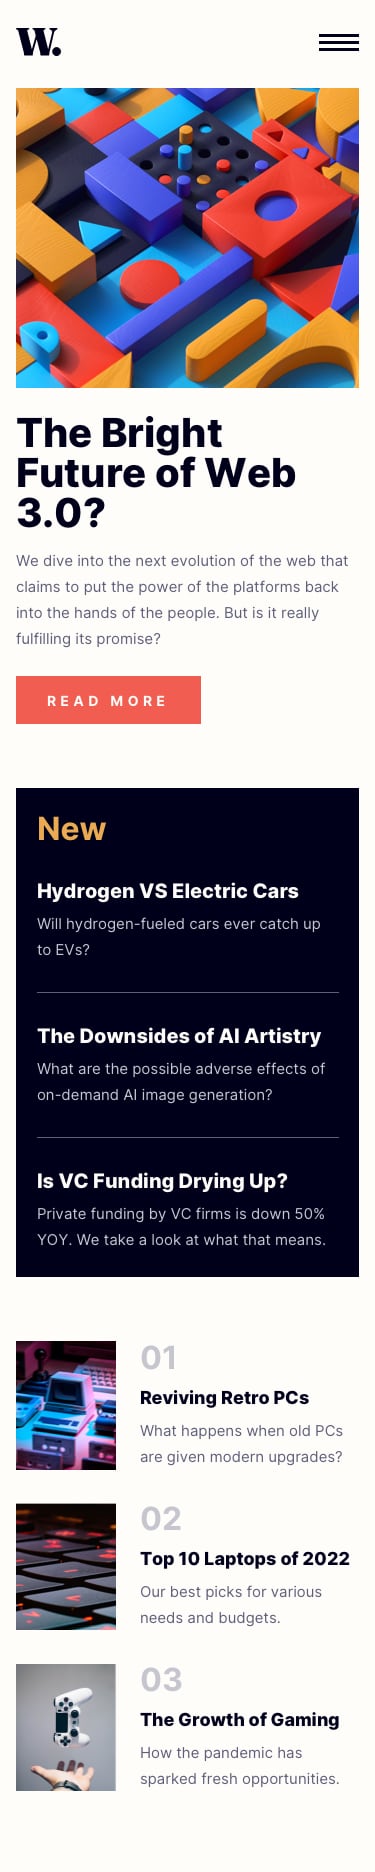 W.
The Bright
Future of Web
3.0?
We dive into the next evolution of the web that
claims to put the power of the platforms back
into the hands of the people. But is it really
fulfilling its promise?
READ MORE
New
Hydrogen VS Electric Cars
Will hydrogen-fueled cars ever catch up
to EVs?
The Downsides of AI Artistry
What are the possible adverse effects of
on-demand AI image generation?
Is VC Funding Drying Up?
Private funding by VC firms is down 50%
YOY. We take a look at what that means.
01
Reviving Retro PCs
What happens when old PCs
are given modern upgrades?
02
Top 10 Laptops of 2022
Our best picks for various
needs and budgets.
03
The Growth of Gaming
How the pandemic has
sparked fresh opportunities.